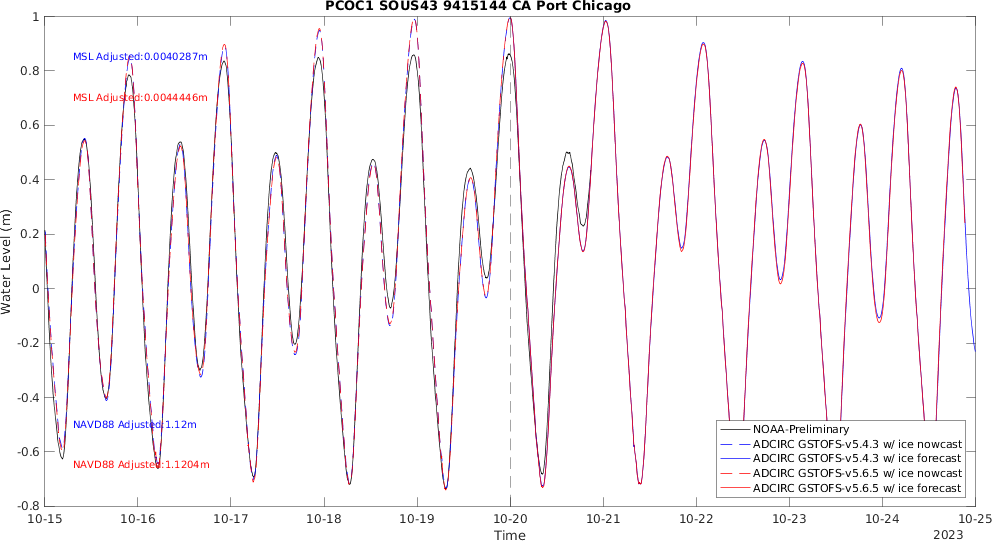 PCOC1 SOUS43 9415144 CA Port Chicago
1
0.8
0.6
0.4
0.2
0
-0.2
-0.4
-0.6
-0.8
Water Level (m)
MSL Adjusted:0.0040287m
MSL Adjusted:0.0044446m
NAVD88 Adjusted:1.12m
NAVD88 Adjusted:1.1204m
NOAA-Preliminary
ADCIRC GSTOFS-v5.4.3 w/ ice nowcast
ADCIRC GSTOFS-v5.4.3 w/ ice forecast
ADCIRC GSTOFS-v5.6.5 w/ ice nowcast
ADCIRC GSTOFS-v5.6.5 w/ ice forecast
10-15 10-16 10-17 10-18 10-19 10-20 10-21 10-22 10-23 10-24 10-25
Time
2023